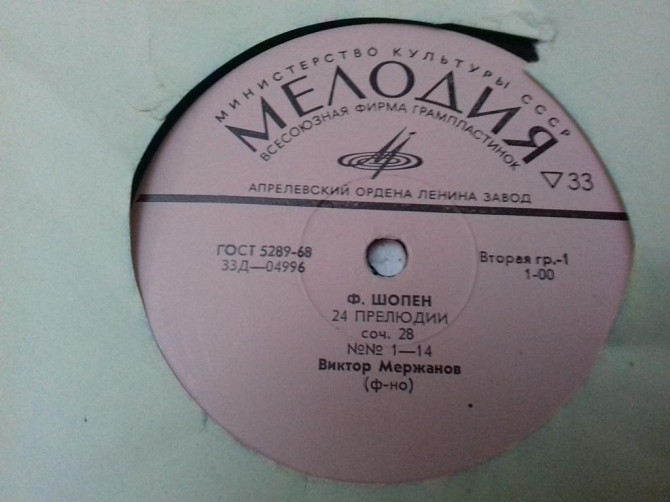 МИНИСТЕРСТВО КУЛЬТУРЫ СССР
МЕЛОДИЯ
ВСЕСОЮЗНАЯ ФИРМА ГРАМПЛАСТИНОК
▽33
АПРЕЛЕВСКИЙ ОРДЕНА ЛЕНИНА ЗАВОД
ГОСТ 5289-68
33Д—04996
Вторая гр.-1
1-00
Ф. ШОПЕН
24 ПРЕЛЮДИИ
соч. 28
№№ 1—14
Виктор Мержанов
(ф-но)